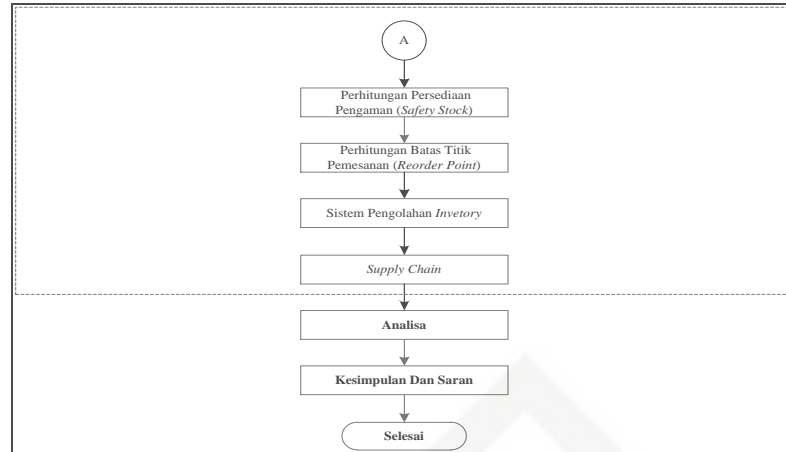 A
Perhitungan Persediaan
Pengaman (Safety Stock)
Perhitungan Batas Titik
Pemesanan (Reorder Point)
Sistem Pengolahan Invetory
Supply Chain
Analisa
Kesimpulan Dan Saran
Selesai